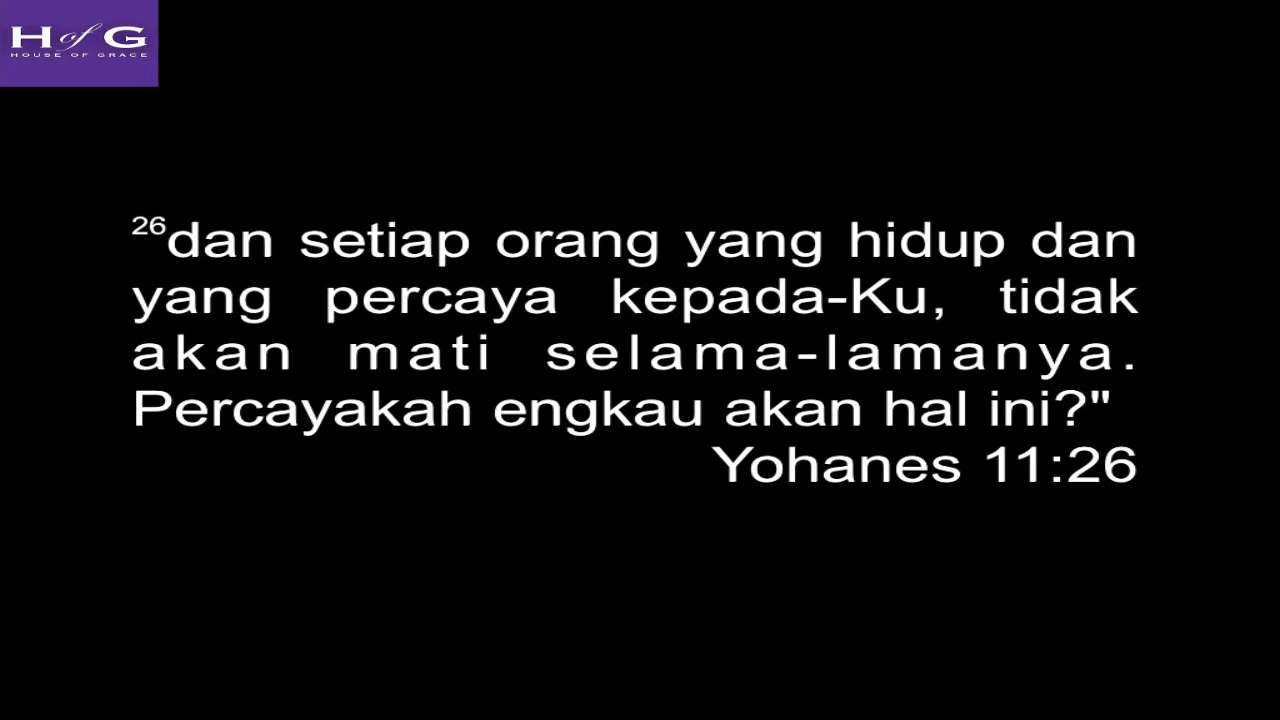 H of G
HOUSE OF GRACE
26dan setiap orang yang hidup dan
yang percaya kepada-Ku, tidak
akan mati selama-lamanya.
Percayakah engkau akan hal ini?"
Yohanes 11:26